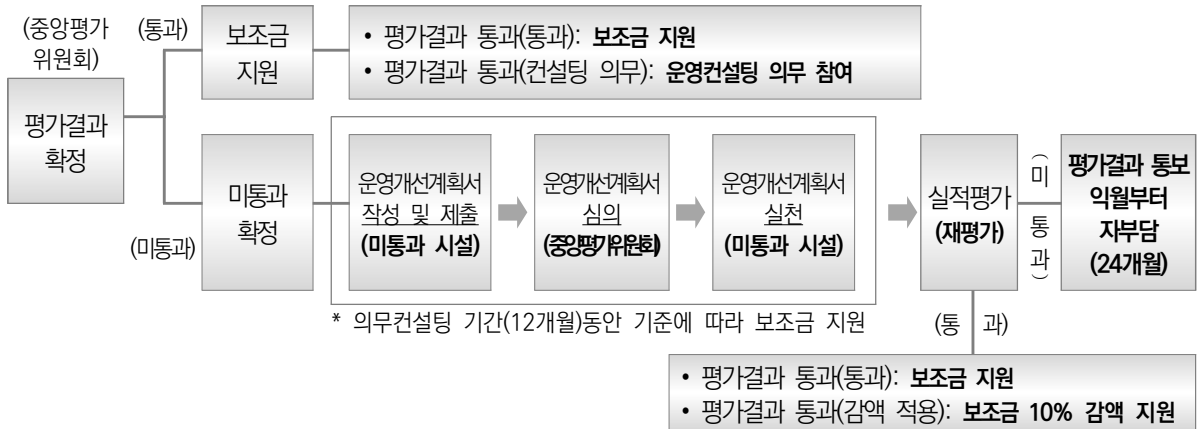 (중앙평가
위원회)
평가결과
확정
(통과)
보조금
지원
• 평가결과 통과(통과): 보조금 지원
• 평가결과 통과(컨설팅 의무): 운영컨설팅 의무 참여
(미통과)
미통과
확정
운영개선계획서
작성 및 제출
(미통과 시설)
운영개선계획서
심의
(중앙평가위원회)
운영개선계획서
실천
(미통과 시설)
* 의무컨설팅 기간(12개월)동안 기준에 따라 보조금 지원
실적평가
(재평가)
(미통과)
평가결과 통보
익월부터
자부담
(24개월)
(통과)
• 평가결과 통과(통과): 보조금 지원
• 평가결과 통과(감액 적용): 보조금 10% 감액 지원